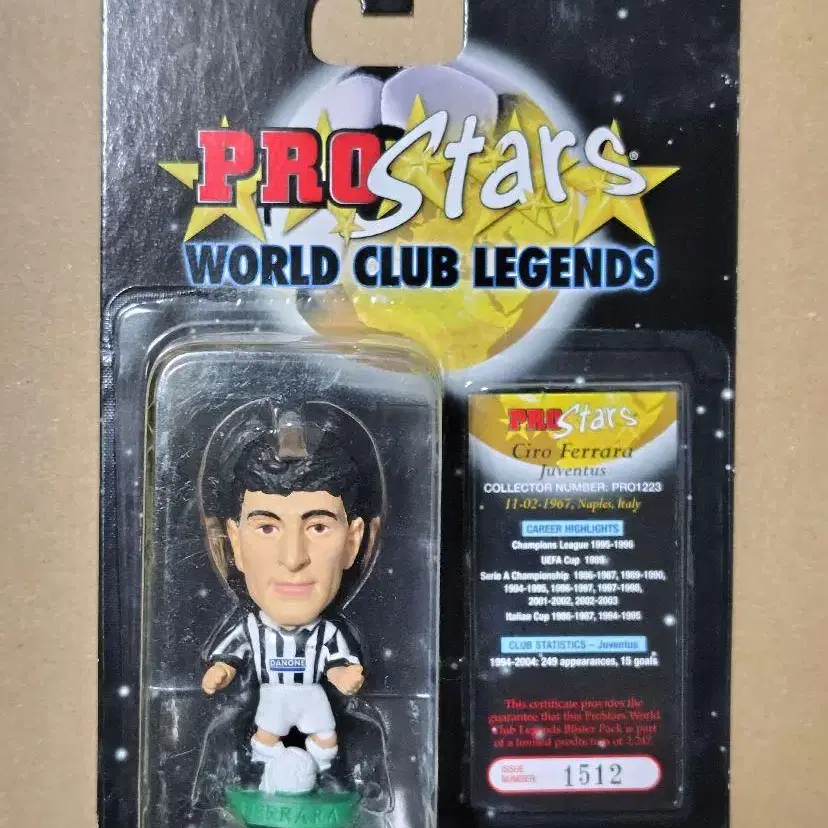 PROStars®
WORLD CLUB LEGENDS
PROStars
Ciro Ferrara
Juventus
COLLECTOR NUMBER: PRO1223
11-02-1967, Naples, Italy
CAREER HIGHLIGHTS
Champions League 1995-1996
UEFA Cup 1989
Serie A Championship 1986-1987, 1989-1990,
1994-1995, 1996-1997, 1997-1998,
2001-2002, 2002-2003
Italian Cup 1986-1987, 1994-1995
CLUB STATISTICS – Juventus
1994-2004: 249 appearances, 15 goals
This certificate provides the
guarantee that this ProStars World
Club Legends Blister Pack is part
of a limited production of
ISSUE
NUMBER: 1512
DANONE
FERRARA